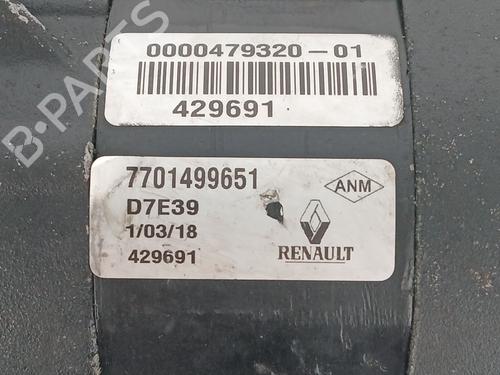 0000479320-01
429691
7701499651
ANM
D7E39
1/03/18
429691
RENAULT
B-PARTS